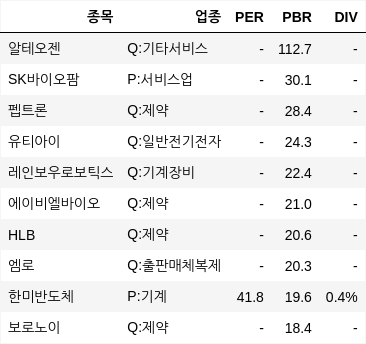 종목 업종 PER PBR DIV
알테오젠 Q:기타서비스 - 112.7 -
SK바이오팜 P:서비스업 - 30.1 -
펩트론 Q:제약 - 28.4 -
유티아이 Q:일반전기전자 - 24.3 -
레인보우로보틱스 Q:기계장비 - 22.4 -
에이비엘바이오 Q:제약 - 21.0 -
HLB Q:제약 - 20.6 -
엠로 Q:출판매체복제 - 20.3 -
한미반도체 P:기계 41.8 19.6 0.4%
보로노이 Q:제약 - 18.4 -